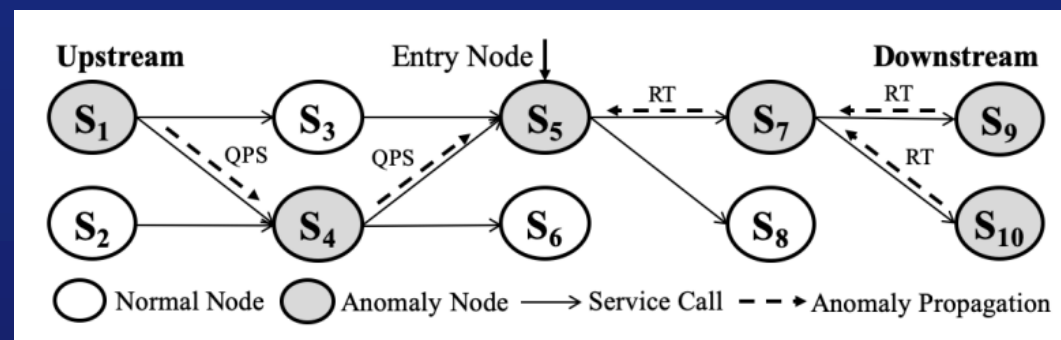 Upstream Entry Node Downstream
S1 S3 S5 RT S7 RT S9
QPS QPS RT
S2 S4 S6 S8 S10
Normal Node Anomaly Node Service Call Anomaly Propagation